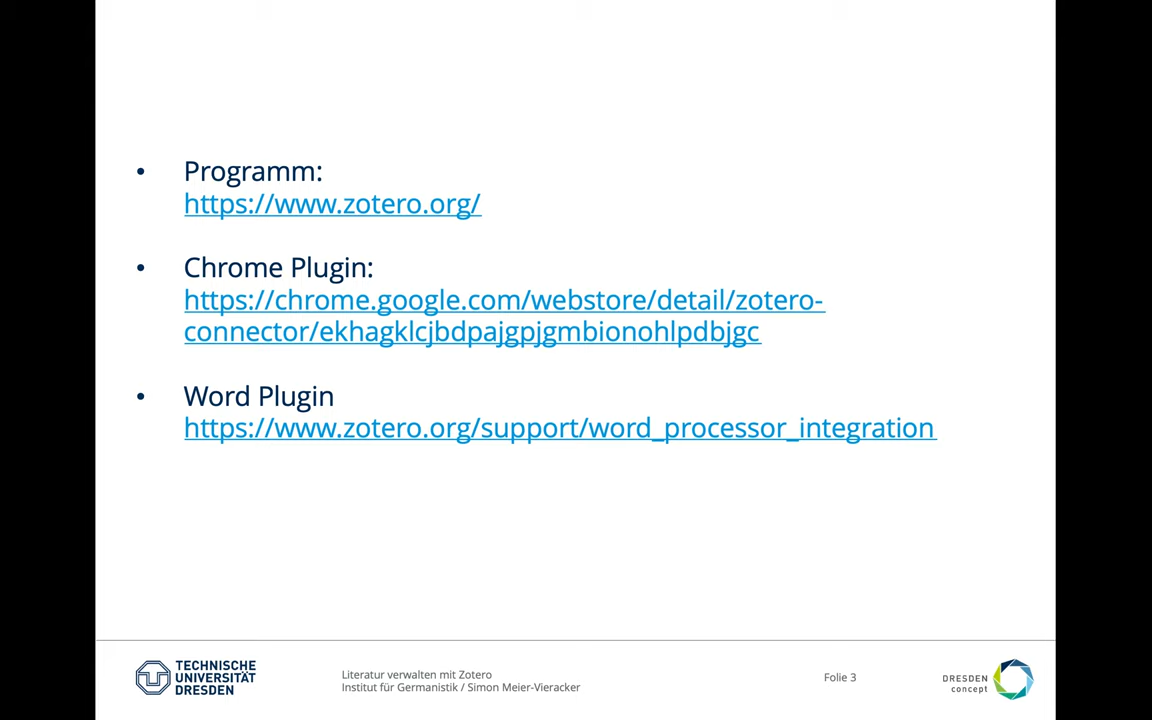 • Programm:
https://www.zotero.org/
• Chrome Plugin:
https://chrome.google.com/webstore/detail/zotero-
connector/ekhagklcjbdpajgpjgmbionohlpdbjgc
• Word Plugin
https://www.zotero.org/support/word_processor_integration
TECHNISCHE
UNIVERSITÄT
DRESDEN
Literatur verwalten mit Zotero
Institut für Germanistik / Simon Meier-Vieracker
Folie 3
DRESDEN
concept